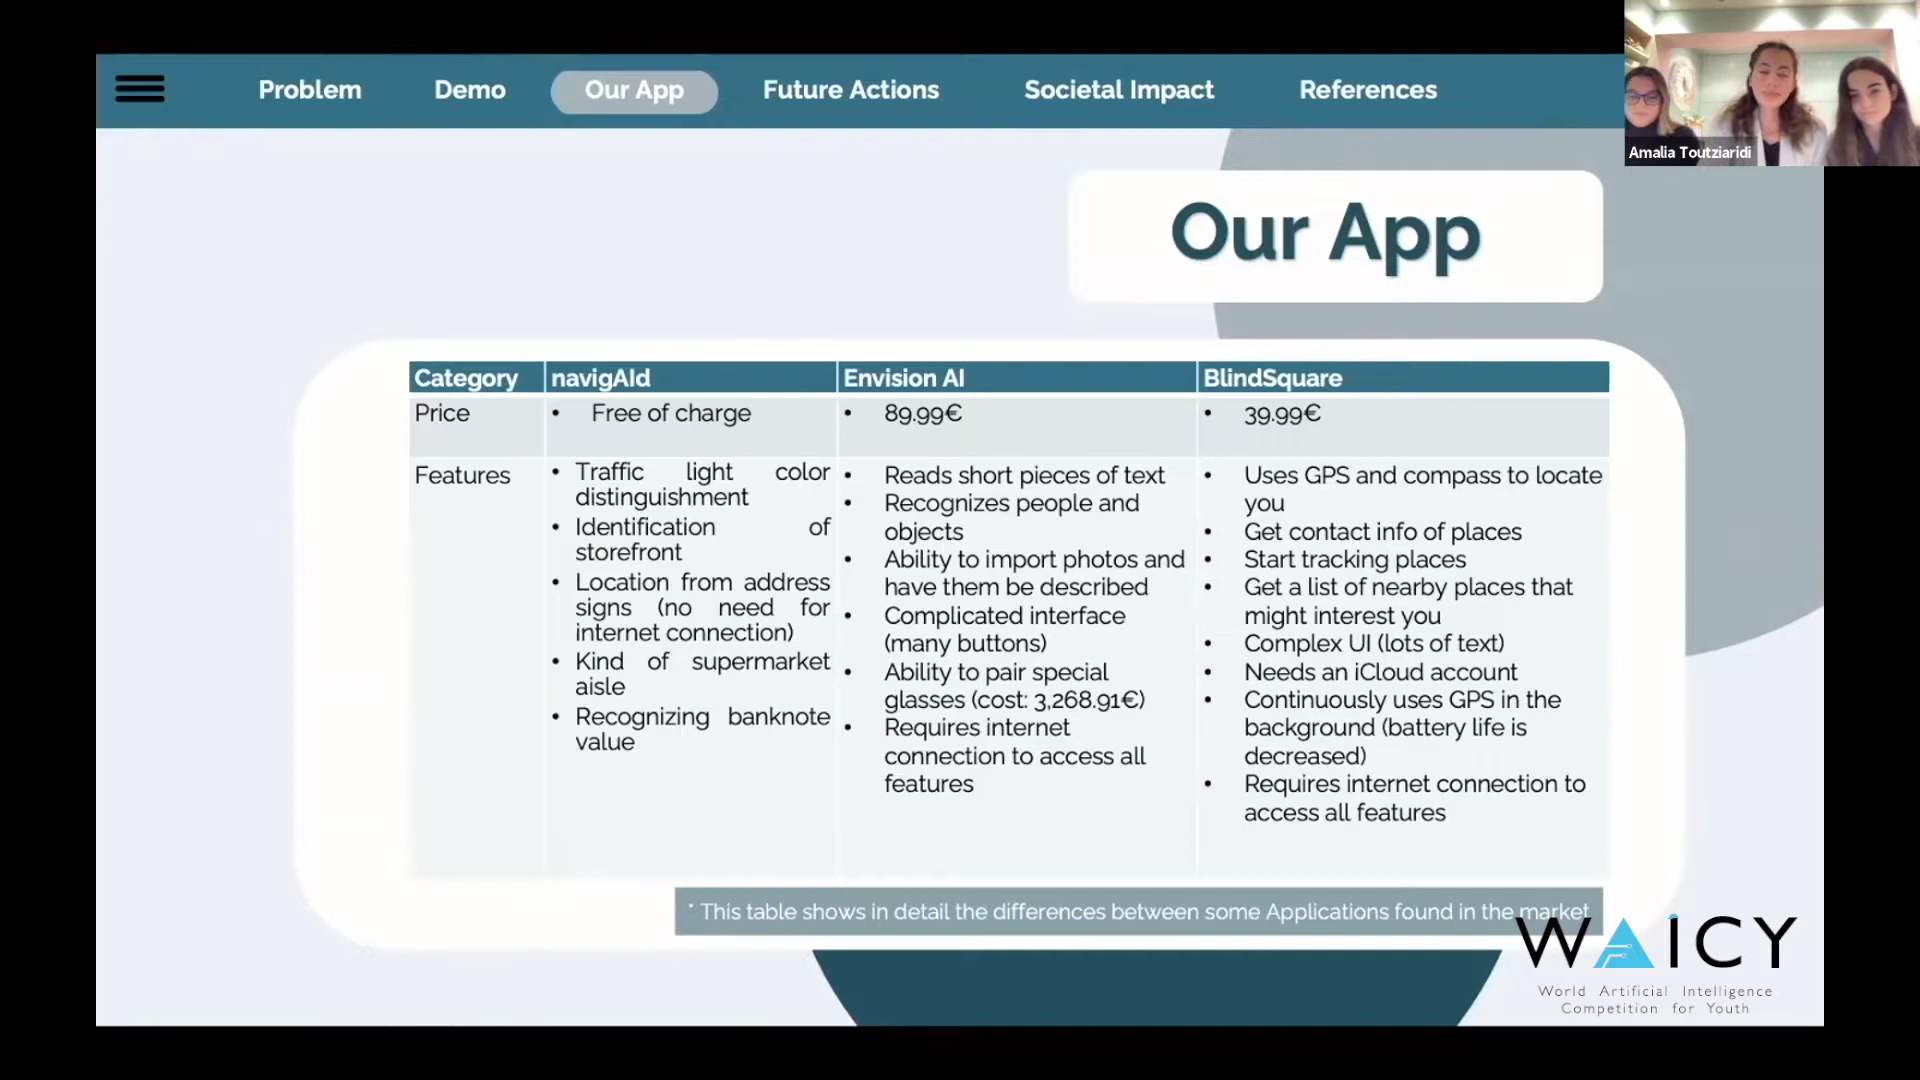 Problem
Demo
Our App
Future Actions
Societal Impact
References
Amalia Toutziaridi
Our App
Category
navigAId
Envision AI
BlindSquare
Price
• Free of charge
• 89.99€
• 39.99€
Features
• Traffic light color
distinguishment
• Identification of
storefront
• Location from address
signs (no need for
internet connection)
• Kind of supermarket
aisle
• Recognizing banknote
value
• Reads short pieces of text
• Recognizes people and
objects
• Ability to import photos and
have them be described
• Complicated interface
(many buttons)
• Ability to pair special
glasses (cost: 3,268.91€)
• Requires internet
connection to access all
features
• Uses GPS and compass to locate
you
• Get contact info of places
• Start tracking places
• Get a list of nearby places that
might interest you
• Complex UI (lots of text)
• Needs an iCloud account
• Continuously uses GPS in the
background (battery life is
decreased)
• Requires internet connection to
access all features
* This table shows in detail the differences between some Applications found in the market
WAICY
World Artificial Intelligence
Competition for Youth